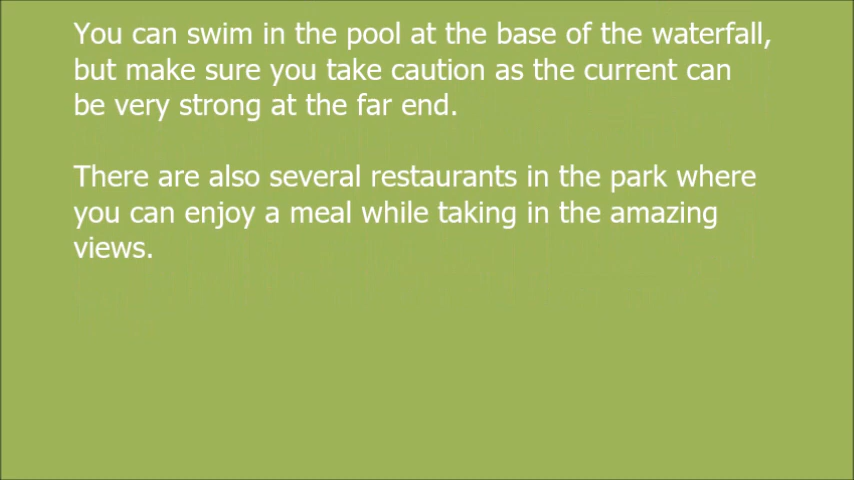 You can swim in the pool at the base of the waterfall,
but make sure you take caution as the current can
be very strong at the far end.
There are also several restaurants in the park where
you can enjoy a meal while taking in the amazing
views.